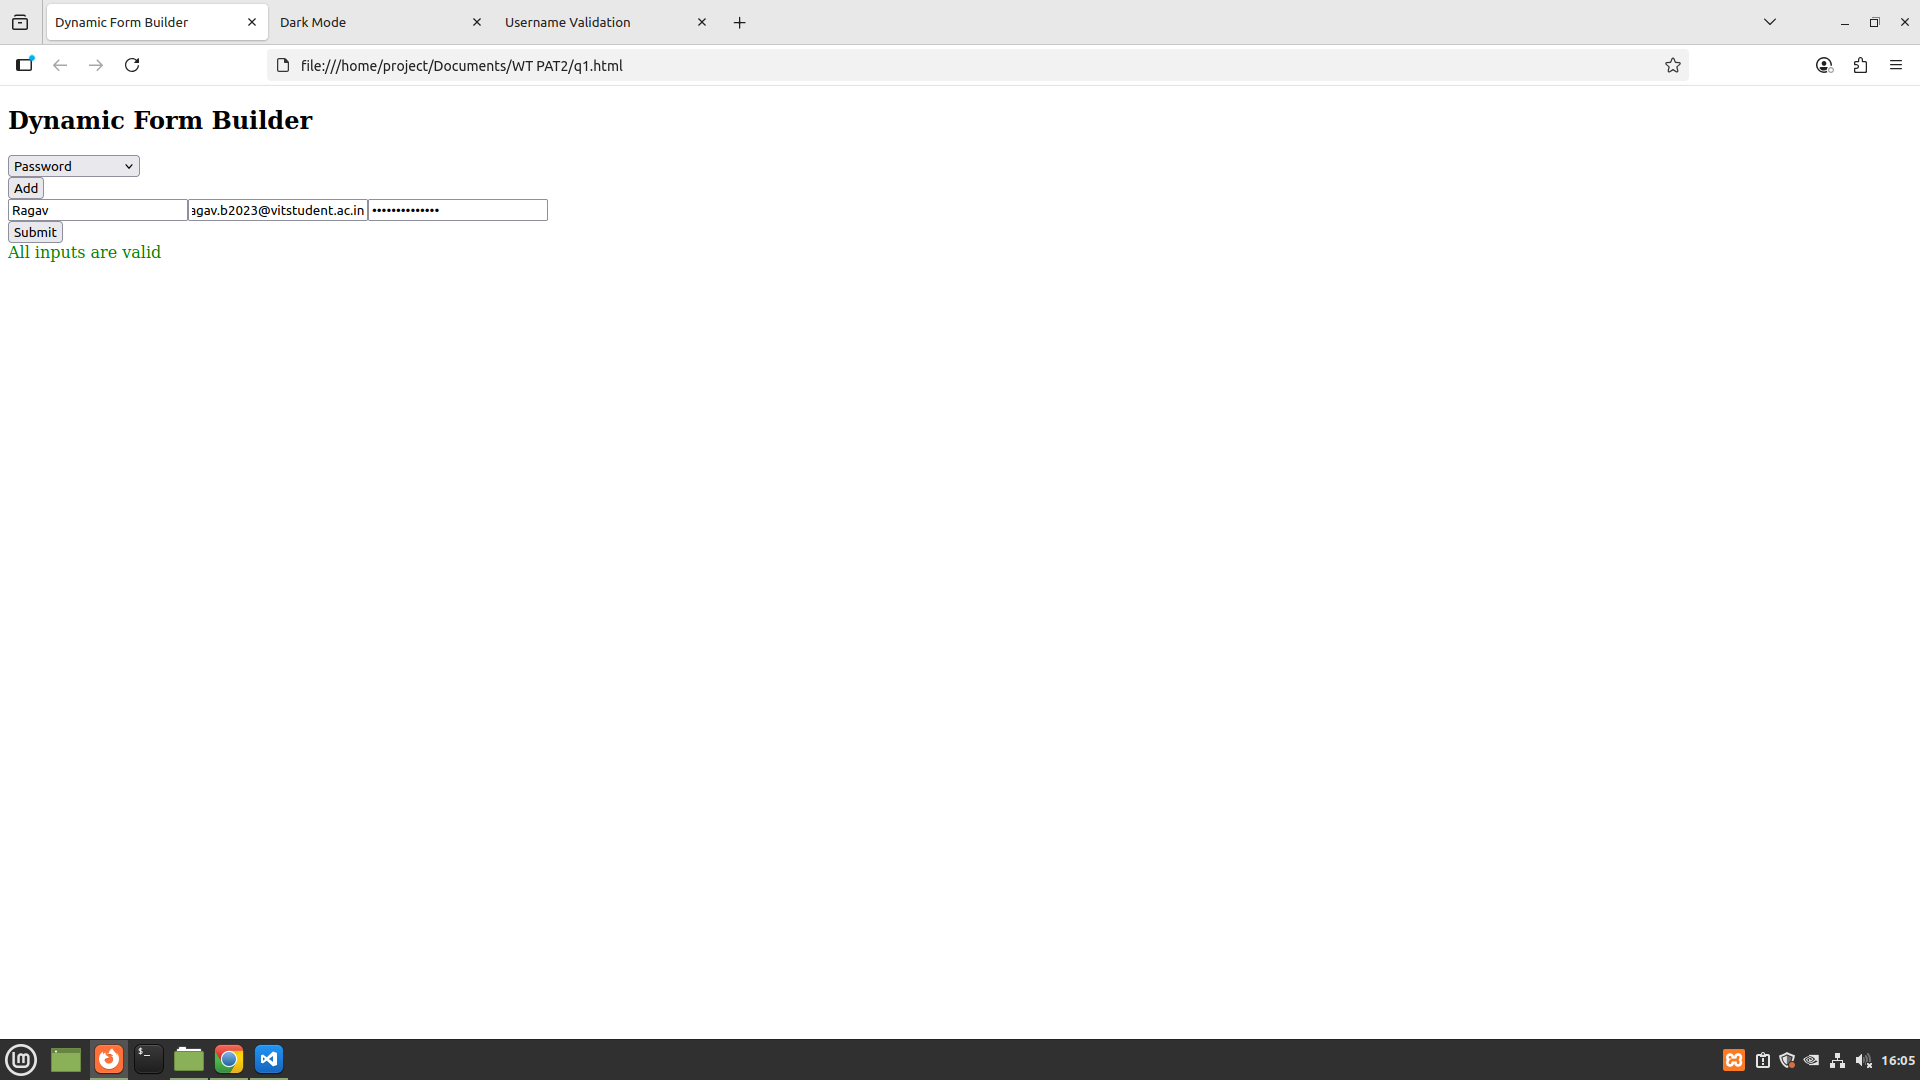 Dynamic Form Builder
Dark Mode
Username Validation
file:///home/project/Documents/WT PAT2/q1.html
Dynamic Form Builder
Password
Add
Ragav agav.b2023@vitstudent.ac.in ••••••••••••••
Submit
All inputs are valid
16:05